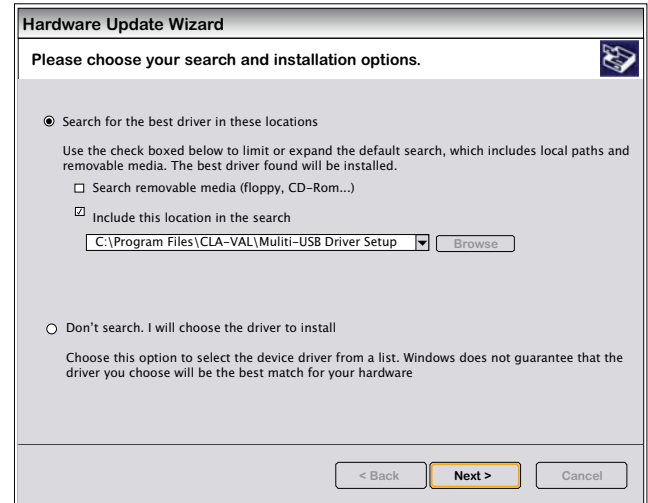 Hardware Update Wizard
Please choose your search and installation options.
Search for the best driver in these locations
Use the check boxed below to limit or expand the default search, which includes local paths and
removable media. The best driver found will be installed.
Search removable media (floppy, CD-Rom...)
Include this location in the search
C:\Program Files\CLA-VAL\Muliti-USB Driver Setup
Browse
Don't search. I will choose the driver to install
Choose this option to select the device driver from a list. Windows does not guarantee that the
driver you choose will be the best match for your hardware
< Back Next > Cancel